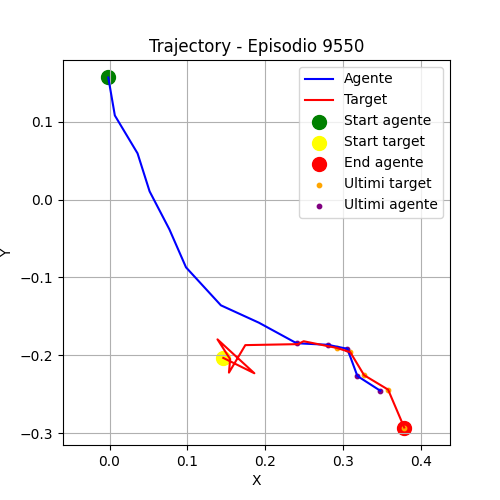 Trajectory - Episodio 9550
Agente
Target
Start agente
Start target
End agente
Ultimi target
Ultimi agente
Y
0.1
0.0
−0.1
−0.2
−0.3
0.0
0.1
0.2
0.3
0.4
X